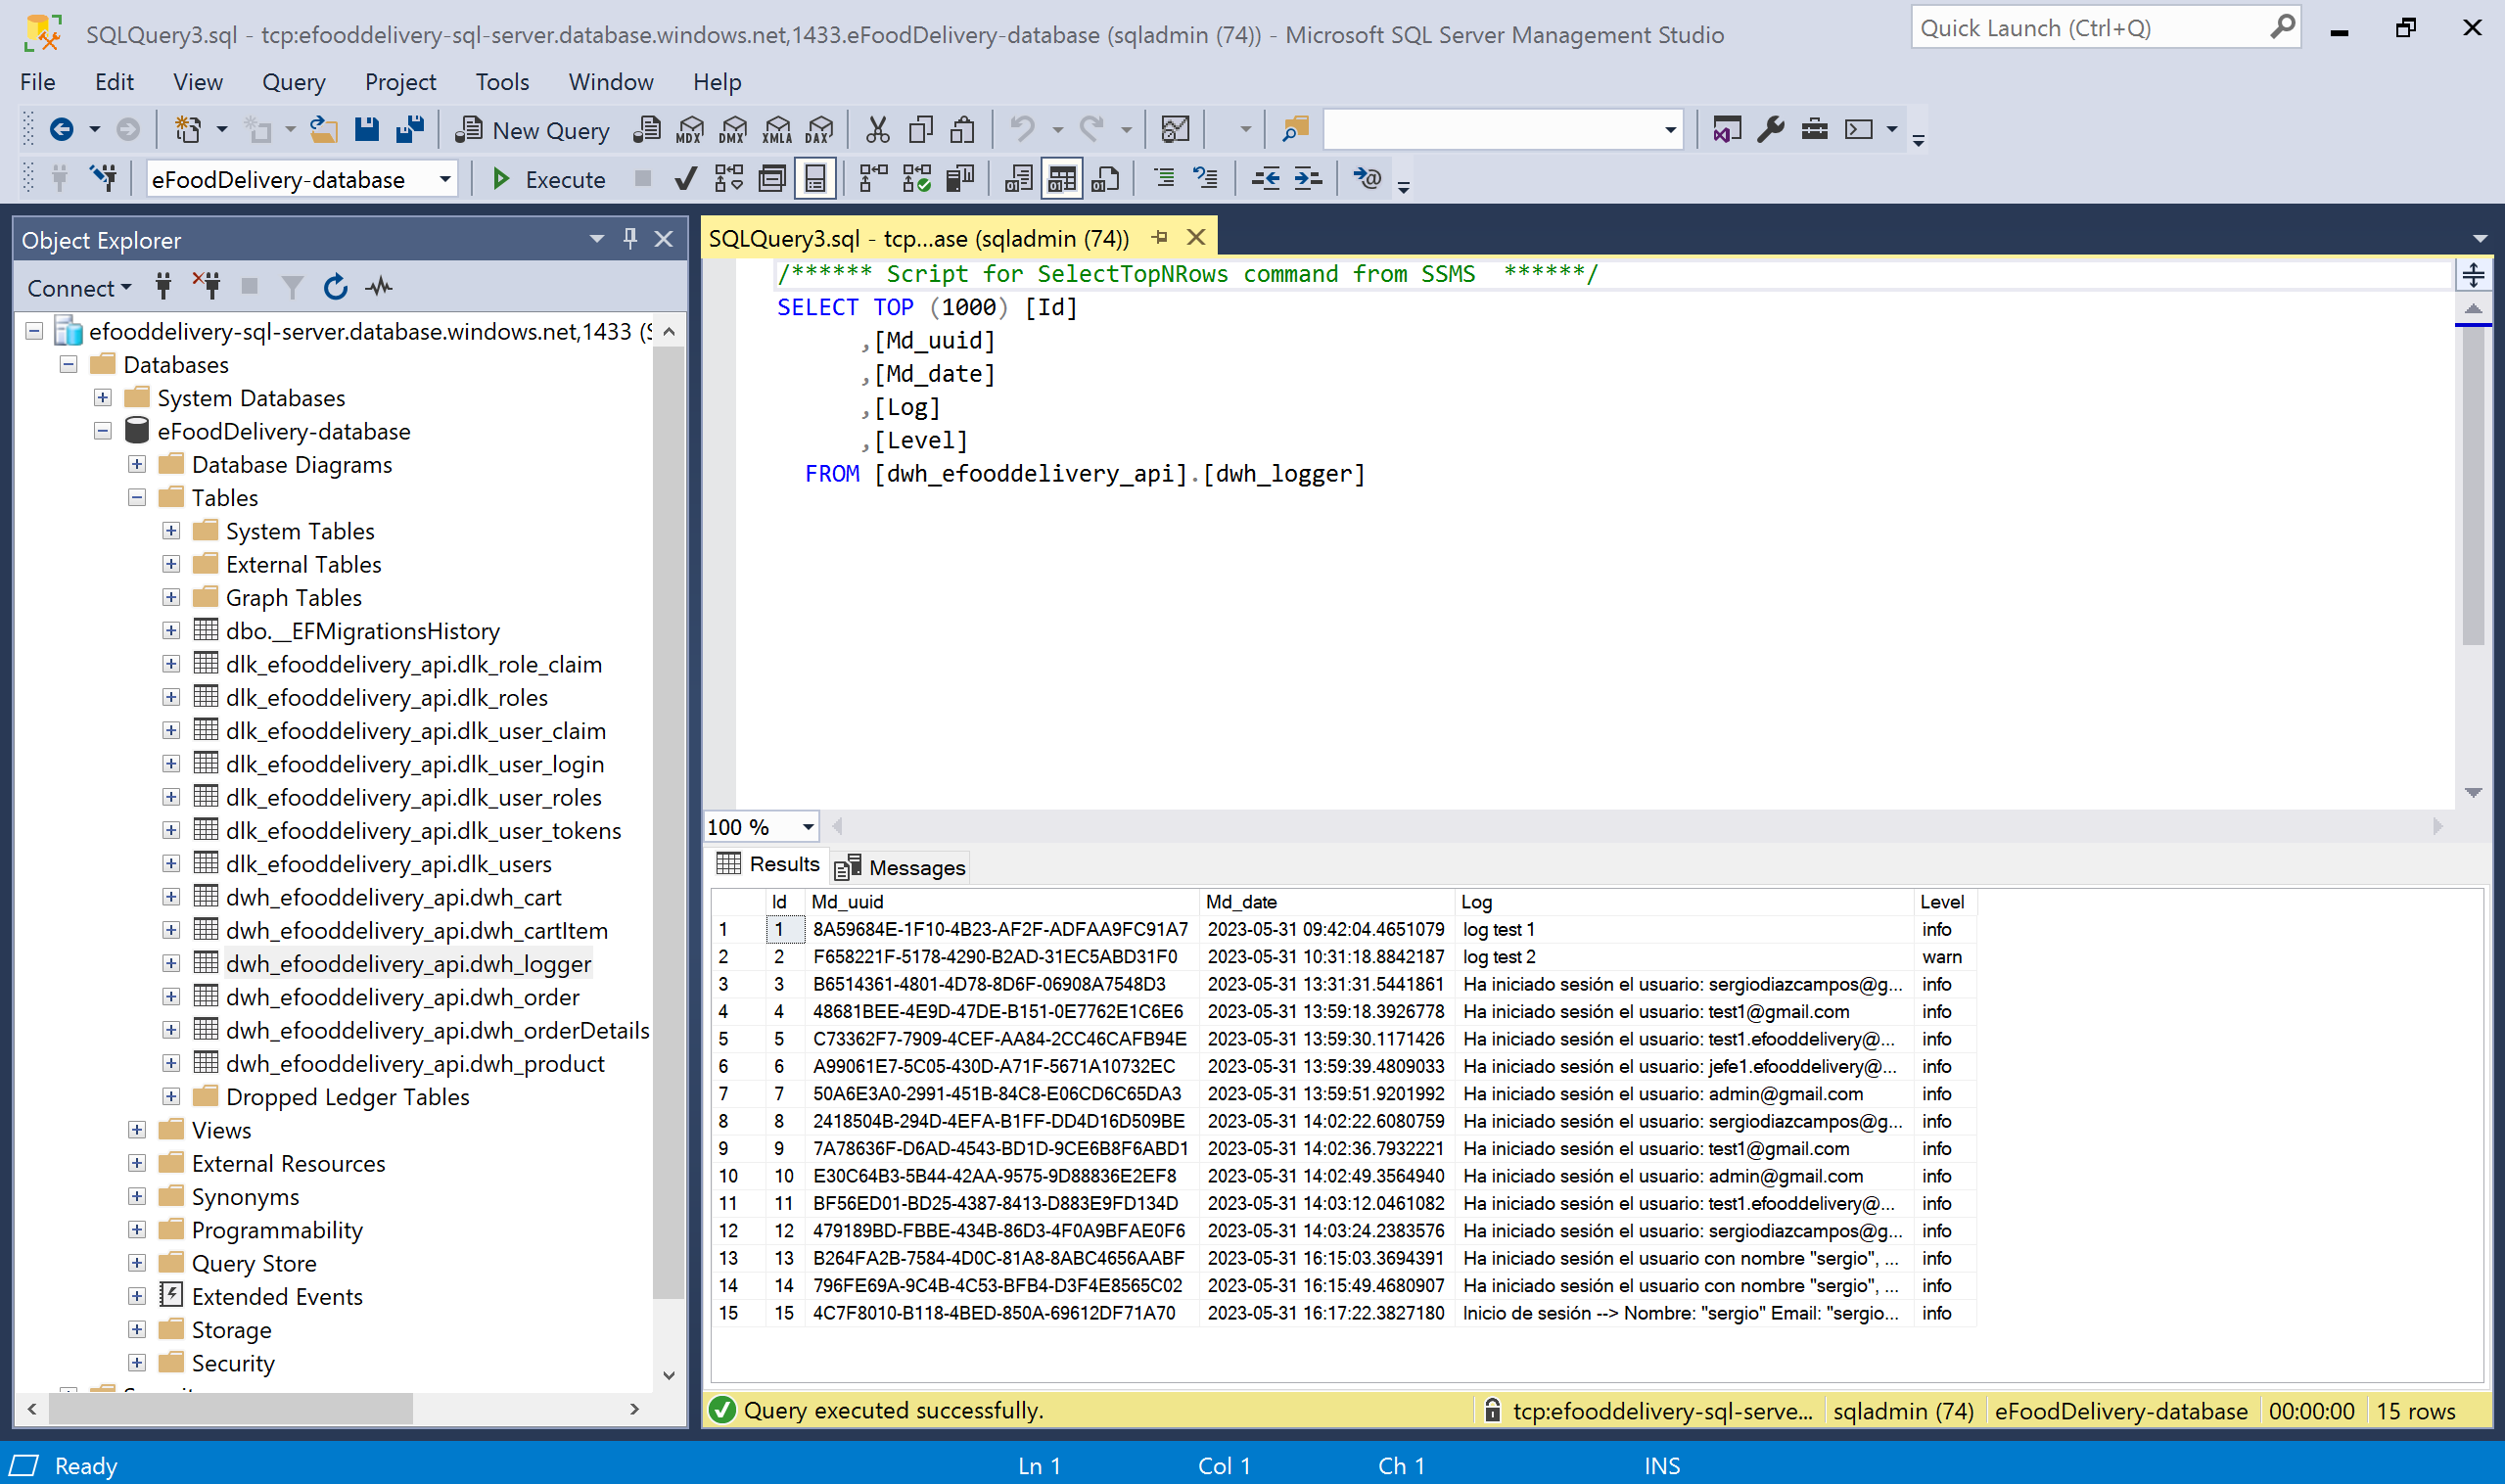 SQLQuery3.sql - tcp:efooddelivery-sql-server.database.windows.net,1433.eFoodDelivery-database (sqladmin (74)) - Microsoft SQL Server Management Studio
Quick Launch (Ctrl+Q)
File Edit View Query Project Tools Window Help
New Query MDX DMX XMLA DAX
eFoodDelivery-database Execute
Object Explorer
Connect
efooddelivery-sql-server.database.windows.net,1433 (S
Databases
System Databases
eFoodDelivery-database
Database Diagrams
Tables
System Tables
External Tables
Graph Tables
dbo.__EFMigrationsHistory
dlk_efooddelivery_api.dlk_role_claim
dlk_efooddelivery_api.dlk_roles
dlk_efooddelivery_api.dlk_user_claim
dlk_efooddelivery_api.dlk_user_login
dlk_efooddelivery_api.dlk_user_roles
dlk_efooddelivery_api.dlk_user_tokens
dlk_efooddelivery_api.dlk_users
dwh_efooddelivery_api.dwh_cart
dwh_efooddelivery_api.dwh_cartItem
dwh_efooddelivery_api.dwh_logger
dwh_efooddelivery_api.dwh_order
dwh_efooddelivery_api.dwh_orderDetails
dwh_efooddelivery_api.dwh_product
Dropped Ledger Tables
Views
External Resources
Synonyms
Programmability
Query Store
Extended Events
Storage
Security
SQLQuery3.sql - tcp...ase (sqladmin (74))
/****** Script for SelectTopNRows command from SSMS  ******/
SELECT TOP (1000) [Id]
,[Md_uuid]
,[Md_date]
,[Log]
,[Level]
FROM [dwh_efooddelivery_api].[dwh_logger]
100 %
Results Messages
Id Md_uuid Md_date Log Level
1 1 8A59684E-1F10-4B23-AF2F-ADFAA9FC91A7 2023-05-31 09:42:04.4651079 log test 1 info
2 2 F658221F-5178-4290-B2AD-31EC5ABD31F0 2023-05-31 10:31:18.8842187 log test 2 warn
3 3 B6514361-4801-4D78-8D6F-06908A7548D3 2023-05-31 13:31:31.5441861 Ha iniciado sesión el usuario: sergiodiazcampos@g... info
4 4 48681BEE-4E9D-47DE-B151-0E7762E1C6E6 2023-05-31 13:59:18.3926778 Ha iniciado sesión el usuario: test1@gmail.com info
5 5 C73362F7-7909-4CEF-AA84-2CC46CAFB94E 2023-05-31 13:59:30.1171426 Ha iniciado sesión el usuario: test1.efooddelivery@... info
6 6 A99061E7-5C05-430D-A71F-5671A10732EC 2023-05-31 13:59:39.4809033 Ha iniciado sesión el usuario: jefe1.efooddelivery@... info
7 7 50A6E3A0-2991-451B-84C8-E06CD6C65DA3 2023-05-31 13:59:51.9201992 Ha iniciado sesión el usuario: admin@gmail.com info
8 8 2418504B-294D-4EFA-B1FF-DD4D16D509BE 2023-05-31 14:02:22.6080759 Ha iniciado sesión el usuario: sergiodiazcampos@g... info
9 9 7A78636F-D6AD-4543-BD1D-9CE6B8F6ABD1 2023-05-31 14:02:36.7932221 Ha iniciado sesión el usuario: test1@gmail.com info
10 10 E30C64B3-5B44-42AA-9575-9D88836E2EF8 2023-05-31 14:02:49.3564940 Ha iniciado sesión el usuario: admin@gmail.com info
11 11 BF56ED01-BD25-4387-8413-D883E9FD134D 2023-05-31 14:03:12.0461082 Ha iniciado sesión el usuario: test1.efooddelivery@... info
12 12 479189BD-FBBE-434B-86D3-4F0A9BFAE0F6 2023-05-31 14:03:24.2383576 Ha iniciado sesión el usuario: sergiodiazcampos@g... info
13 13 B264FA2B-7584-4D0C-81A8-8ABC4656AABF 2023-05-31 16:15:03.3694391 Ha iniciado sesión el usuario con nombre "sergio", ... info
14 14 796FE69A-9C4B-4C53-BFB4-D3F4E8565C02 2023-05-31 16:15:49.4680907 Ha iniciado sesión el usuario con nombre "sergio", ... info
15 15 4C7F8010-B118-4BED-850A-69612DF71A70 2023-05-31 16:17:22.3827180 Inicio de sesión --> Nombre: "sergio" Email: "sergio... info
Query executed successfully. tcp:efooddelivery-sql-serve... sqladmin (74) eFoodDelivery-database 00:00:00 15 rows
Ready Ln 1 Col 1 Ch 1 INS